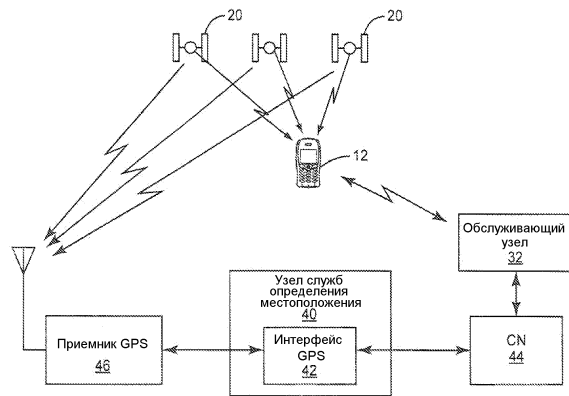 20
20
12
Обслуживающий
узел
32
Узел служб
определения
местоположения
40
Интерфейс
GPS
42
Приемник GPS
46
CN
44